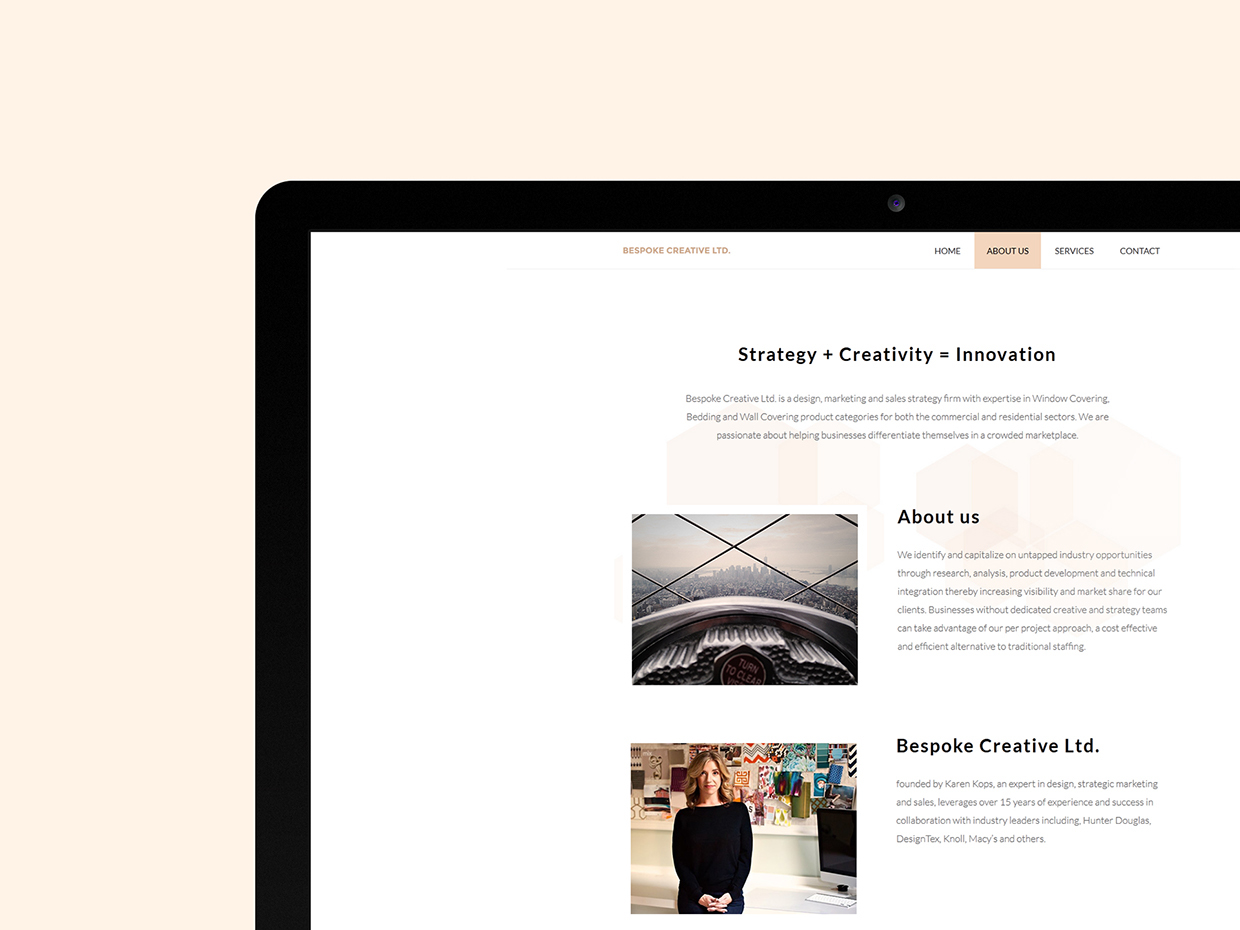 BESPOKE CREATIVE LTD.
HOME
ABOUT US
SERVICES
CONTACT
Strategy + Creativity = Innovation
Bespoke Creative Ltd. is a design, marketing and sales strategy firm with expertise in Window Covering,
Bedding and Wall Covering product categories for both the commercial and residential sectors. We are
passionate about helping businesses differentiate themselves in a crowded marketplace.
About us
We identify and capitalize on untapped industry opportunities
through research, analysis, product development and technical
integration thereby increasing visibility and market share for our
clients. Businesses without dedicated creative and strategy teams
can take advantage of our per project approach, a cost effective
and efficient alternative to traditional staffing.
TURN
TO CLEAR
Bespoke Creative Ltd.
founded by Karen Kops, an expert in design, strategic marketing
and sales, leverages over 15 years of experience and success in
collaboration with industry leaders including, Hunter Douglas,
DesignTex, Knoll, Macy's and others.